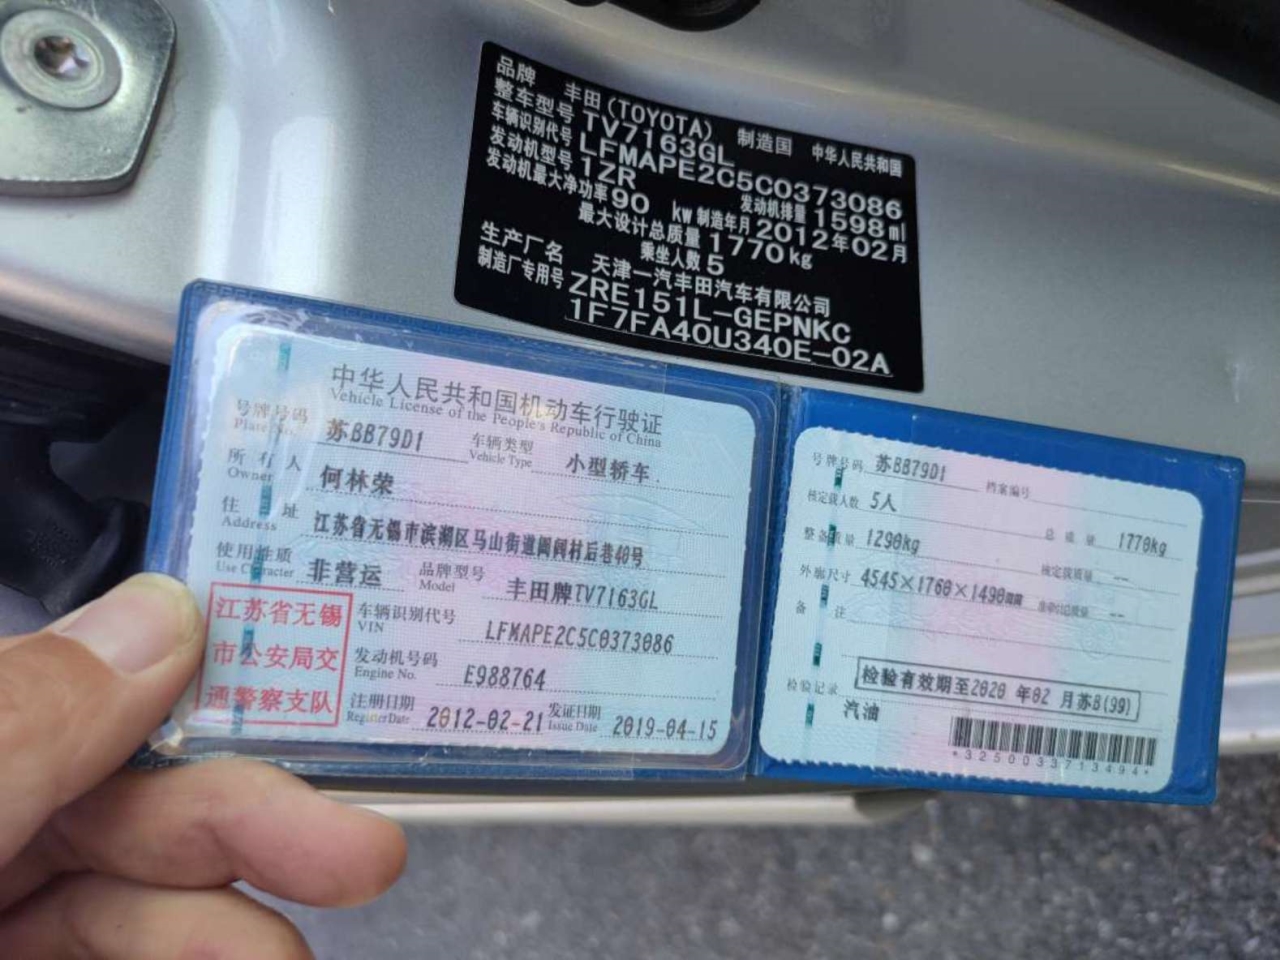 品牌 丰田(TOYOTA) 制造国 中华人民共和国
整车型号 TV7163GL
车辆识别代号 LFMAPE2C5C0373086
发动机型号 1ZR 发动机排量 1598ml
发动机最大净功率 90 kw 制造年月 2012年02月
最大设计总质量 1770kg
乘坐人数 5
生产厂名 天津一汽丰田汽车有限公司
制造厂专用号 ZRE151L-GEPNKC
1F7FA40U340E-02A
中华人民共和国机动车行驶证
Vehicle License of the People's Republic of China
号牌号码 苏BB79D1 车辆类型 小型轿车
Plate No. Vehicle Type
所有人 何林荣
Owner
住址 江苏省无锡市滨湖区马山街道阖闾村后巷40号
Address
使用性质 非营运 品牌型号 丰田牌TV7163GL
Use Character Model
江苏省无锡
市公安局交
通警察支队
车辆识别代号 LFMAPE2C5C0373086
VIN
发动机号码 E988764
Engine No.
注册日期 2012-02-21 发证日期 2019-04-15
Register Date Issue Date
号牌号码 苏BB79D1 档案编号
核定载人数 5人 总质量 1770kg
整备质量 1290kg 核定载质量 --
外廓尺寸 4545×1760×1490mm 准牵引总质量 --
备注
检验有效期至2020 年02 月苏B(99)
检验记录
汽油
*3250033713494*